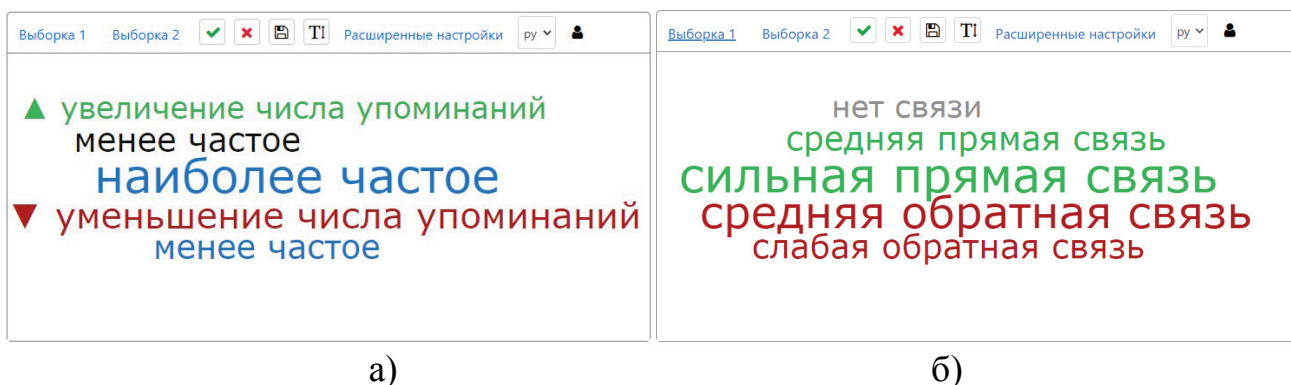 Выборка 1 Выборка 2 T Расширенные настройки ру
▲ увеличение числа упоминаний
менее частое
наиболее частое
▼ уменьшение числа упоминаний
менее частое
а)
Выборка 1 Выборка 2 T Расширенные настройки ру
нет связи
средняя прямая связь
сильная прямая связь
средняя обратная связь
слабая обратная связь
б)